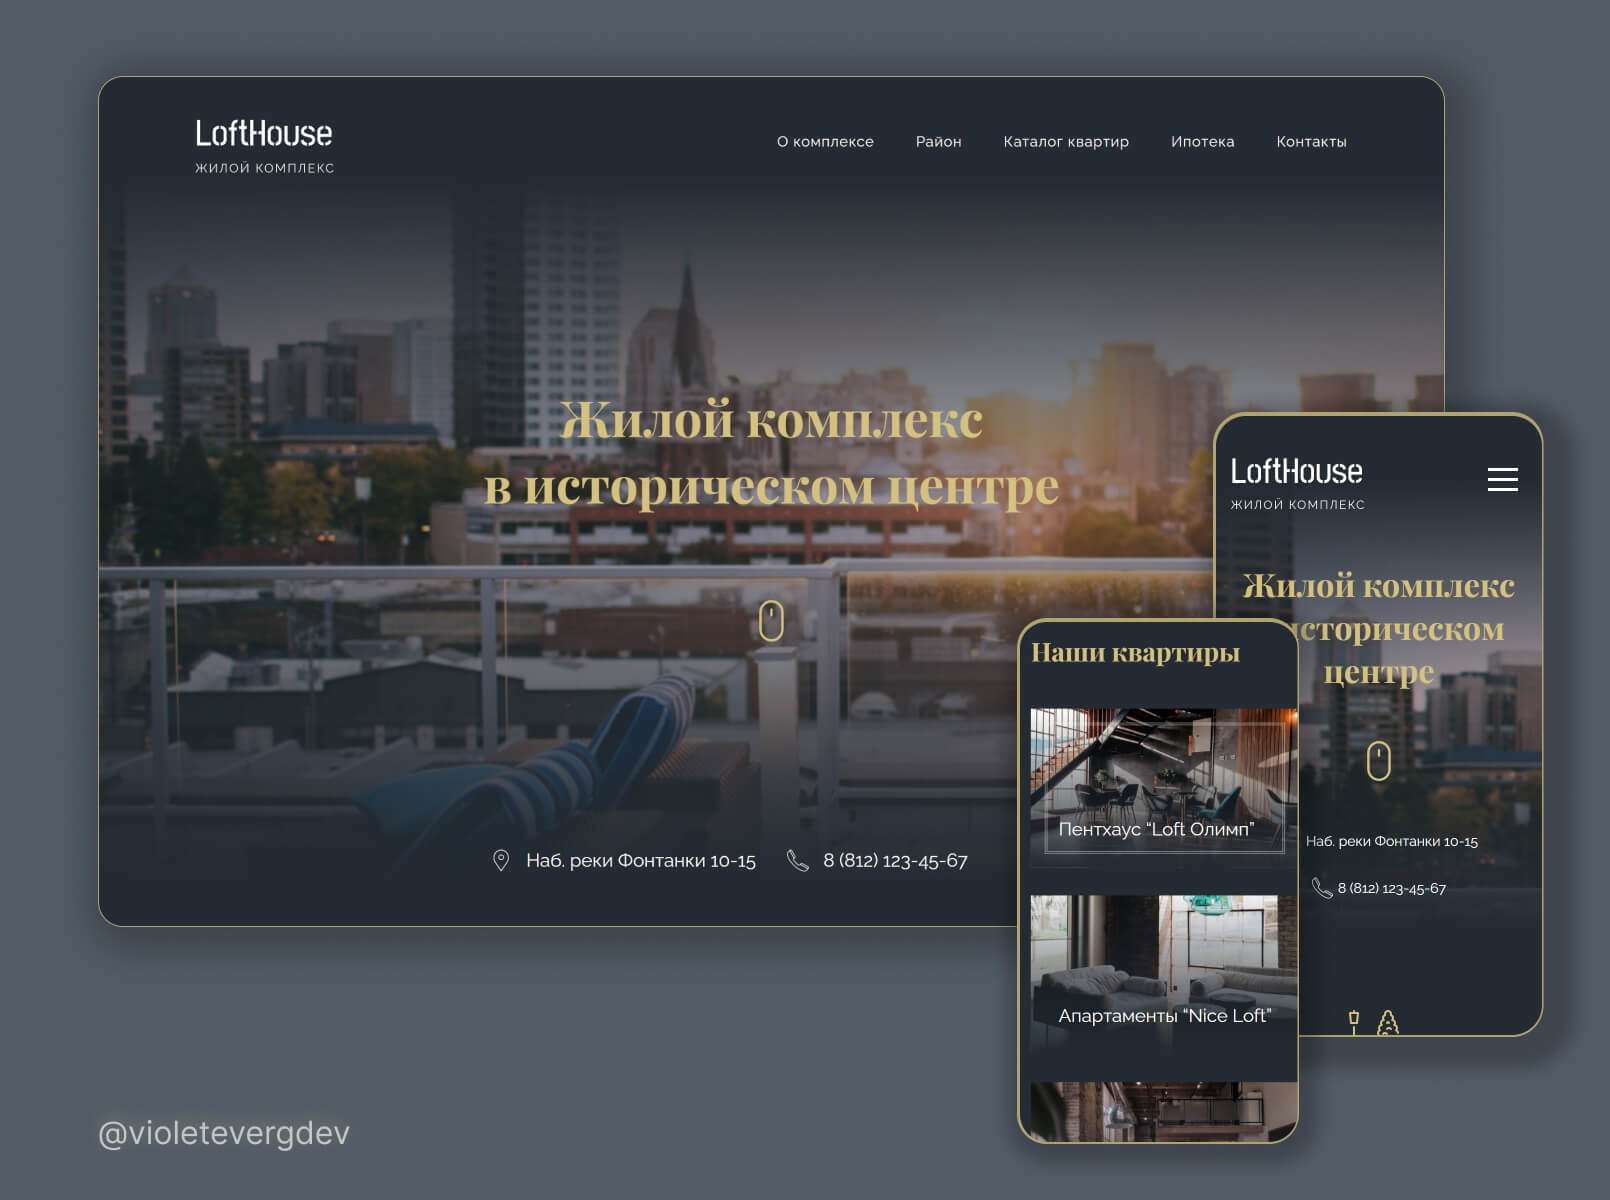 LoftHouse
ЖИЛОЙ КОМПЛЕКС
О комплексе Район Каталог квартир Ипотека Контакты
Жилой комплекс
в историческом центре
Наб. реки Фонтанки 10-15 8 (812) 123-45-67
LoftHouse
ЖИЛОЙ КОМПЛЕКС
Жилой комплекс
историческом
центре
Наб. реки Фонтанки 10-15
8 (812) 123-45-67
Наши квартиры
Пентхаус “Loft Олимп”
Апартаменты “Nice Loft”
@violetevergdev